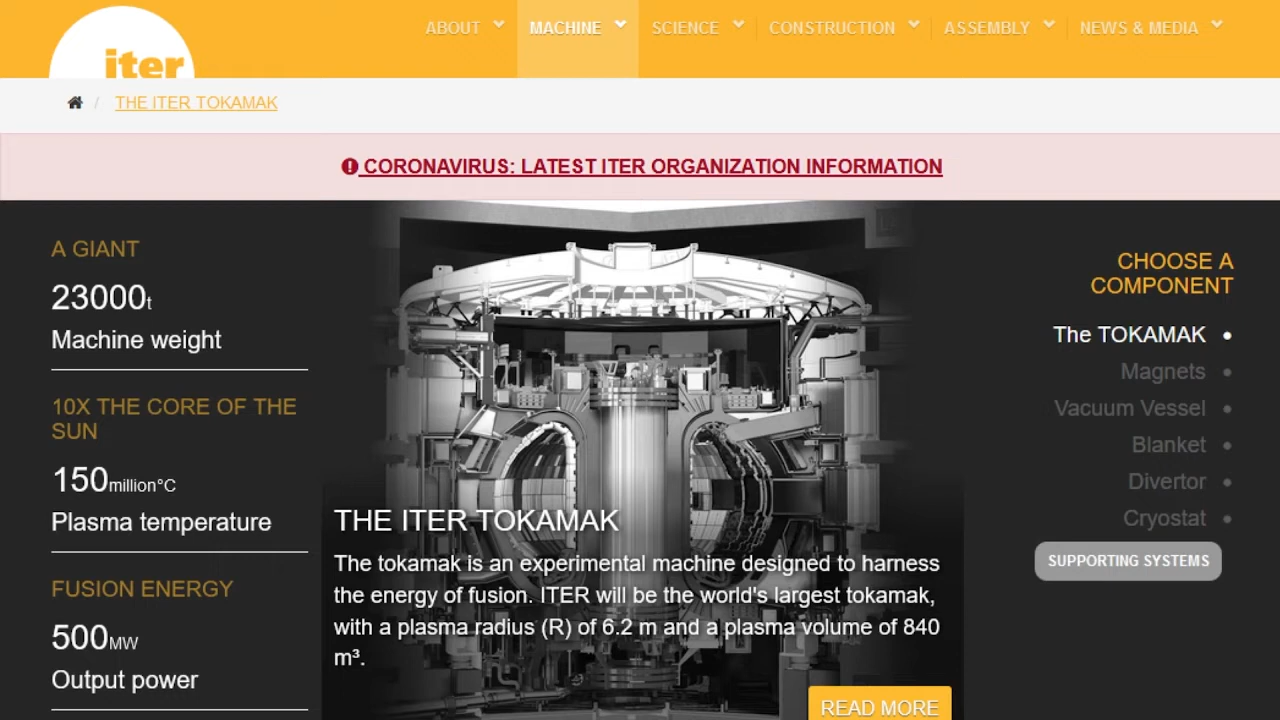 iter
ABOUT MACHINE SCIENCE CONSTRUCTION ASSEMBLY NEWS & MEDIA
/ THE ITER TOKAMAK
CORONAVIRUS: LATEST ITER ORGANIZATION INFORMATION
A GIANT
23000t
Machine weight
10X THE CORE OF THE
SUN
150million°C
Plasma temperature
FUSION ENERGY
500MW
Output power
THE ITER TOKAMAK
The tokamak is an experimental machine designed to harness
the energy of fusion. ITER will be the world's largest tokamak,
with a plasma radius (R) of 6.2 m and a plasma volume of 840
m³.
READ MORE
CHOOSE A
COMPONENT
The TOKAMAK
Magnets
Vacuum Vessel
Blanket
Divertor
Cryostat
SUPPORTING SYSTEMS